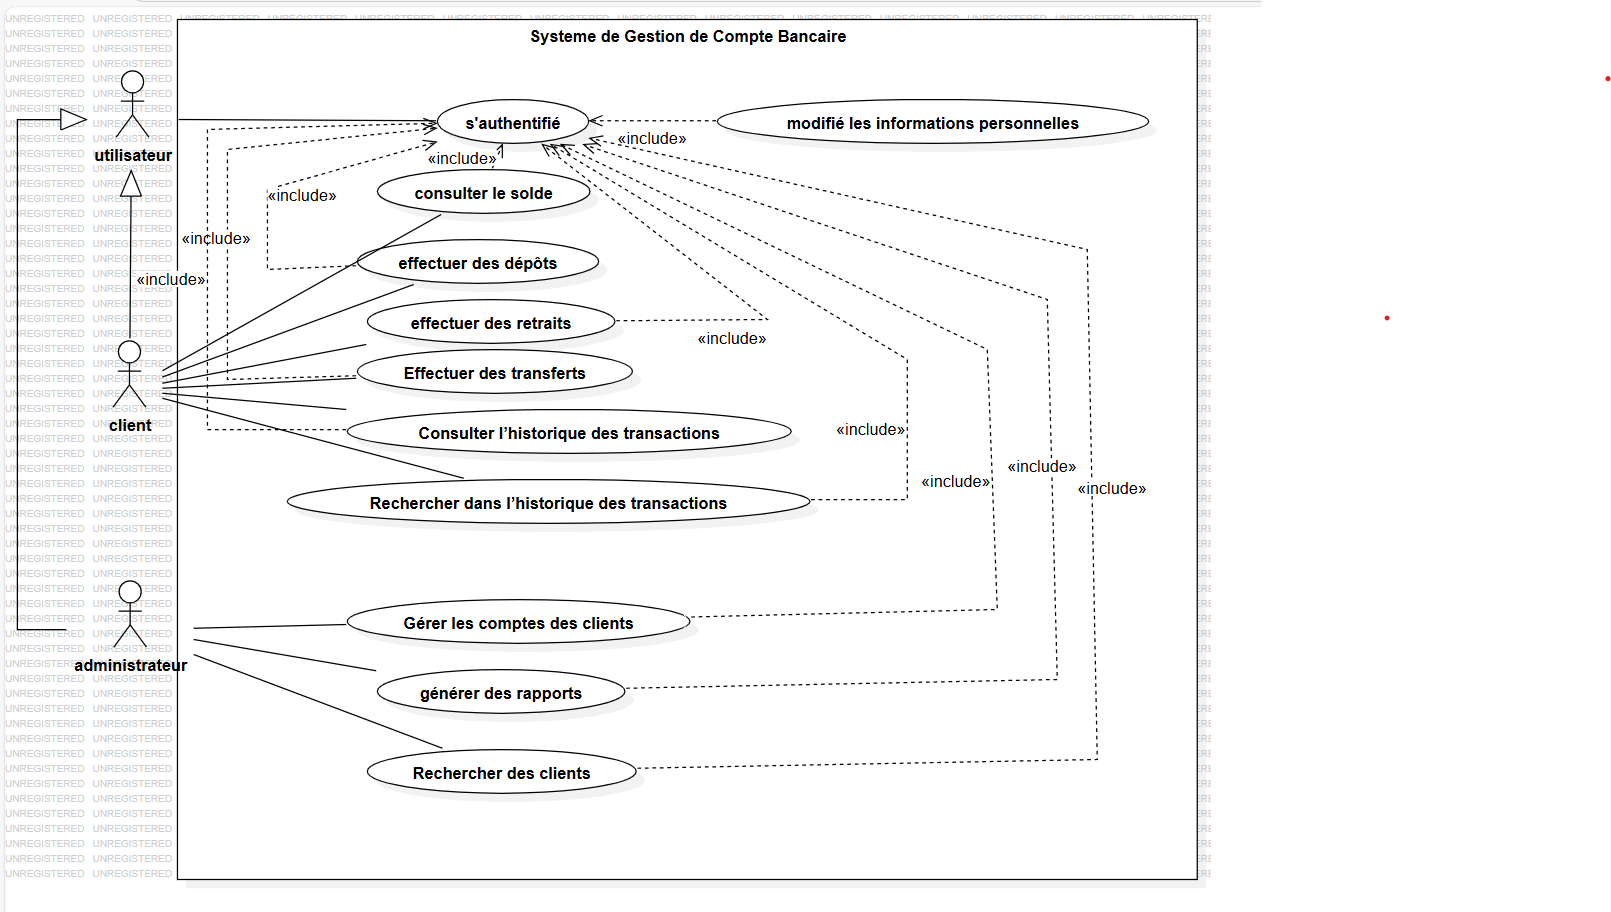 Systeme de Gestion de Compte Bancaire
s'authentifié
modifié les informations personnelles
«include»
«include»
utilisateur
consulter le solde
«include»
«include»
effectuer des dépôts
«include»
effectuer des retraits
«include»
Effectuer des transferts
client
Consulter l’historique des transactions
«include»
«include»
«include»
«include»
Rechercher dans l’historique des transactions
Gérer les comptes des clients
administrateur
générer des rapports
Rechercher des clients
UNREGISTERED UNREGISTERED